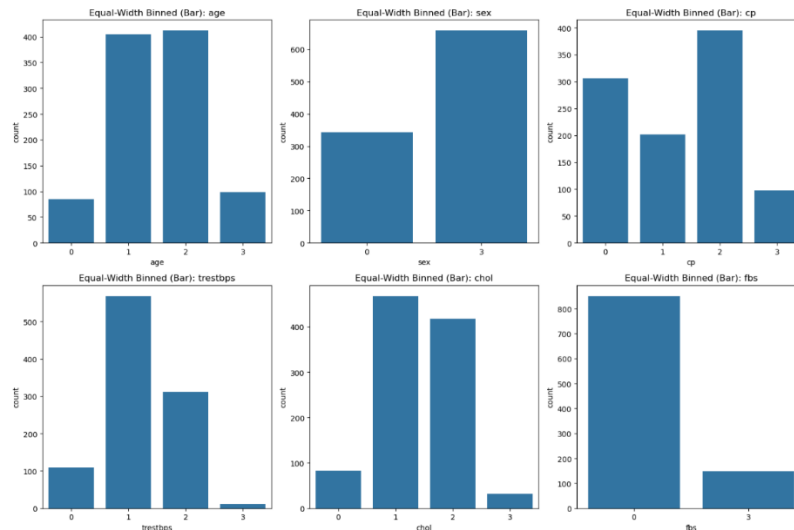 Equal-Width Binned (Bar): age
400
350
300
250
200
150
100
50
0
count
0 1 2 3
age
Equal-Width Binned (Bar): sex
600
500
400
300
200
100
0
count
0 3
sex
Equal-Width Binned (Bar): cp
400
350
300
250
200
150
100
50
0
count
0 1 2 3
cp
Equal-Width Binned (Bar): trestbps
500
400
300
200
100
0
count
0 1 2 3
trestbps
Equal-Width Binned (Bar): chol
400
300
200
100
0
count
0 1 2 3
chol
Equal-Width Binned (Bar): fbs
800
700
600
500
400
300
200
100
0
count
0 3
fbs